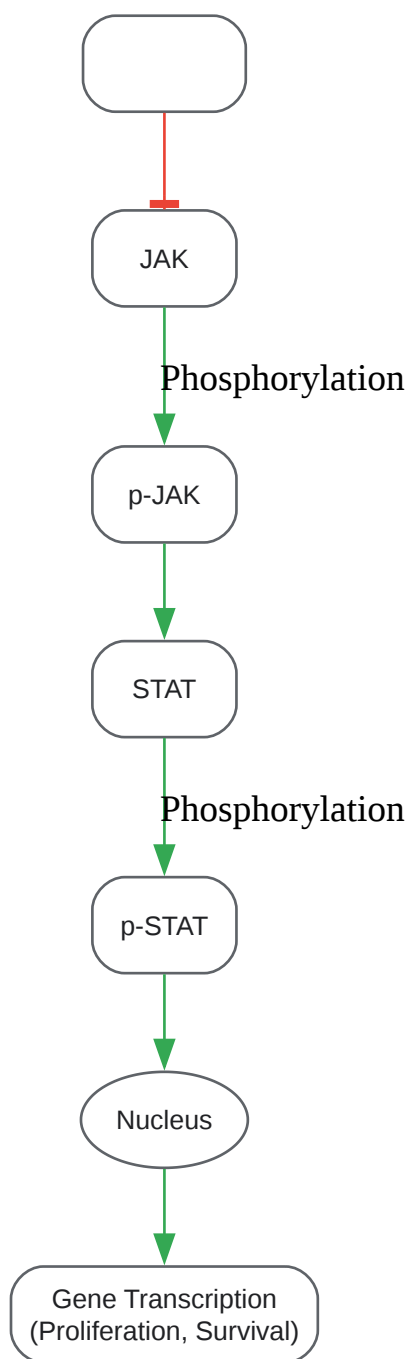 JAK
Phosphorylation
p-JAK
STAT
Phosphorylation
p-STAT
Nucleus
Gene Transcription
(Proliferation, Survival)